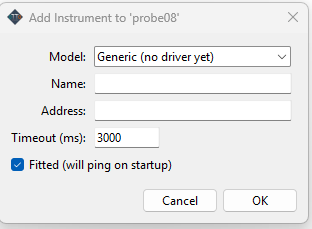 Add Instrument to 'probe08'
Model: Generic (no driver yet)
Name:
Address:
Timeout (ms): 3000
Fitted (will ping on startup)
Cancel OK